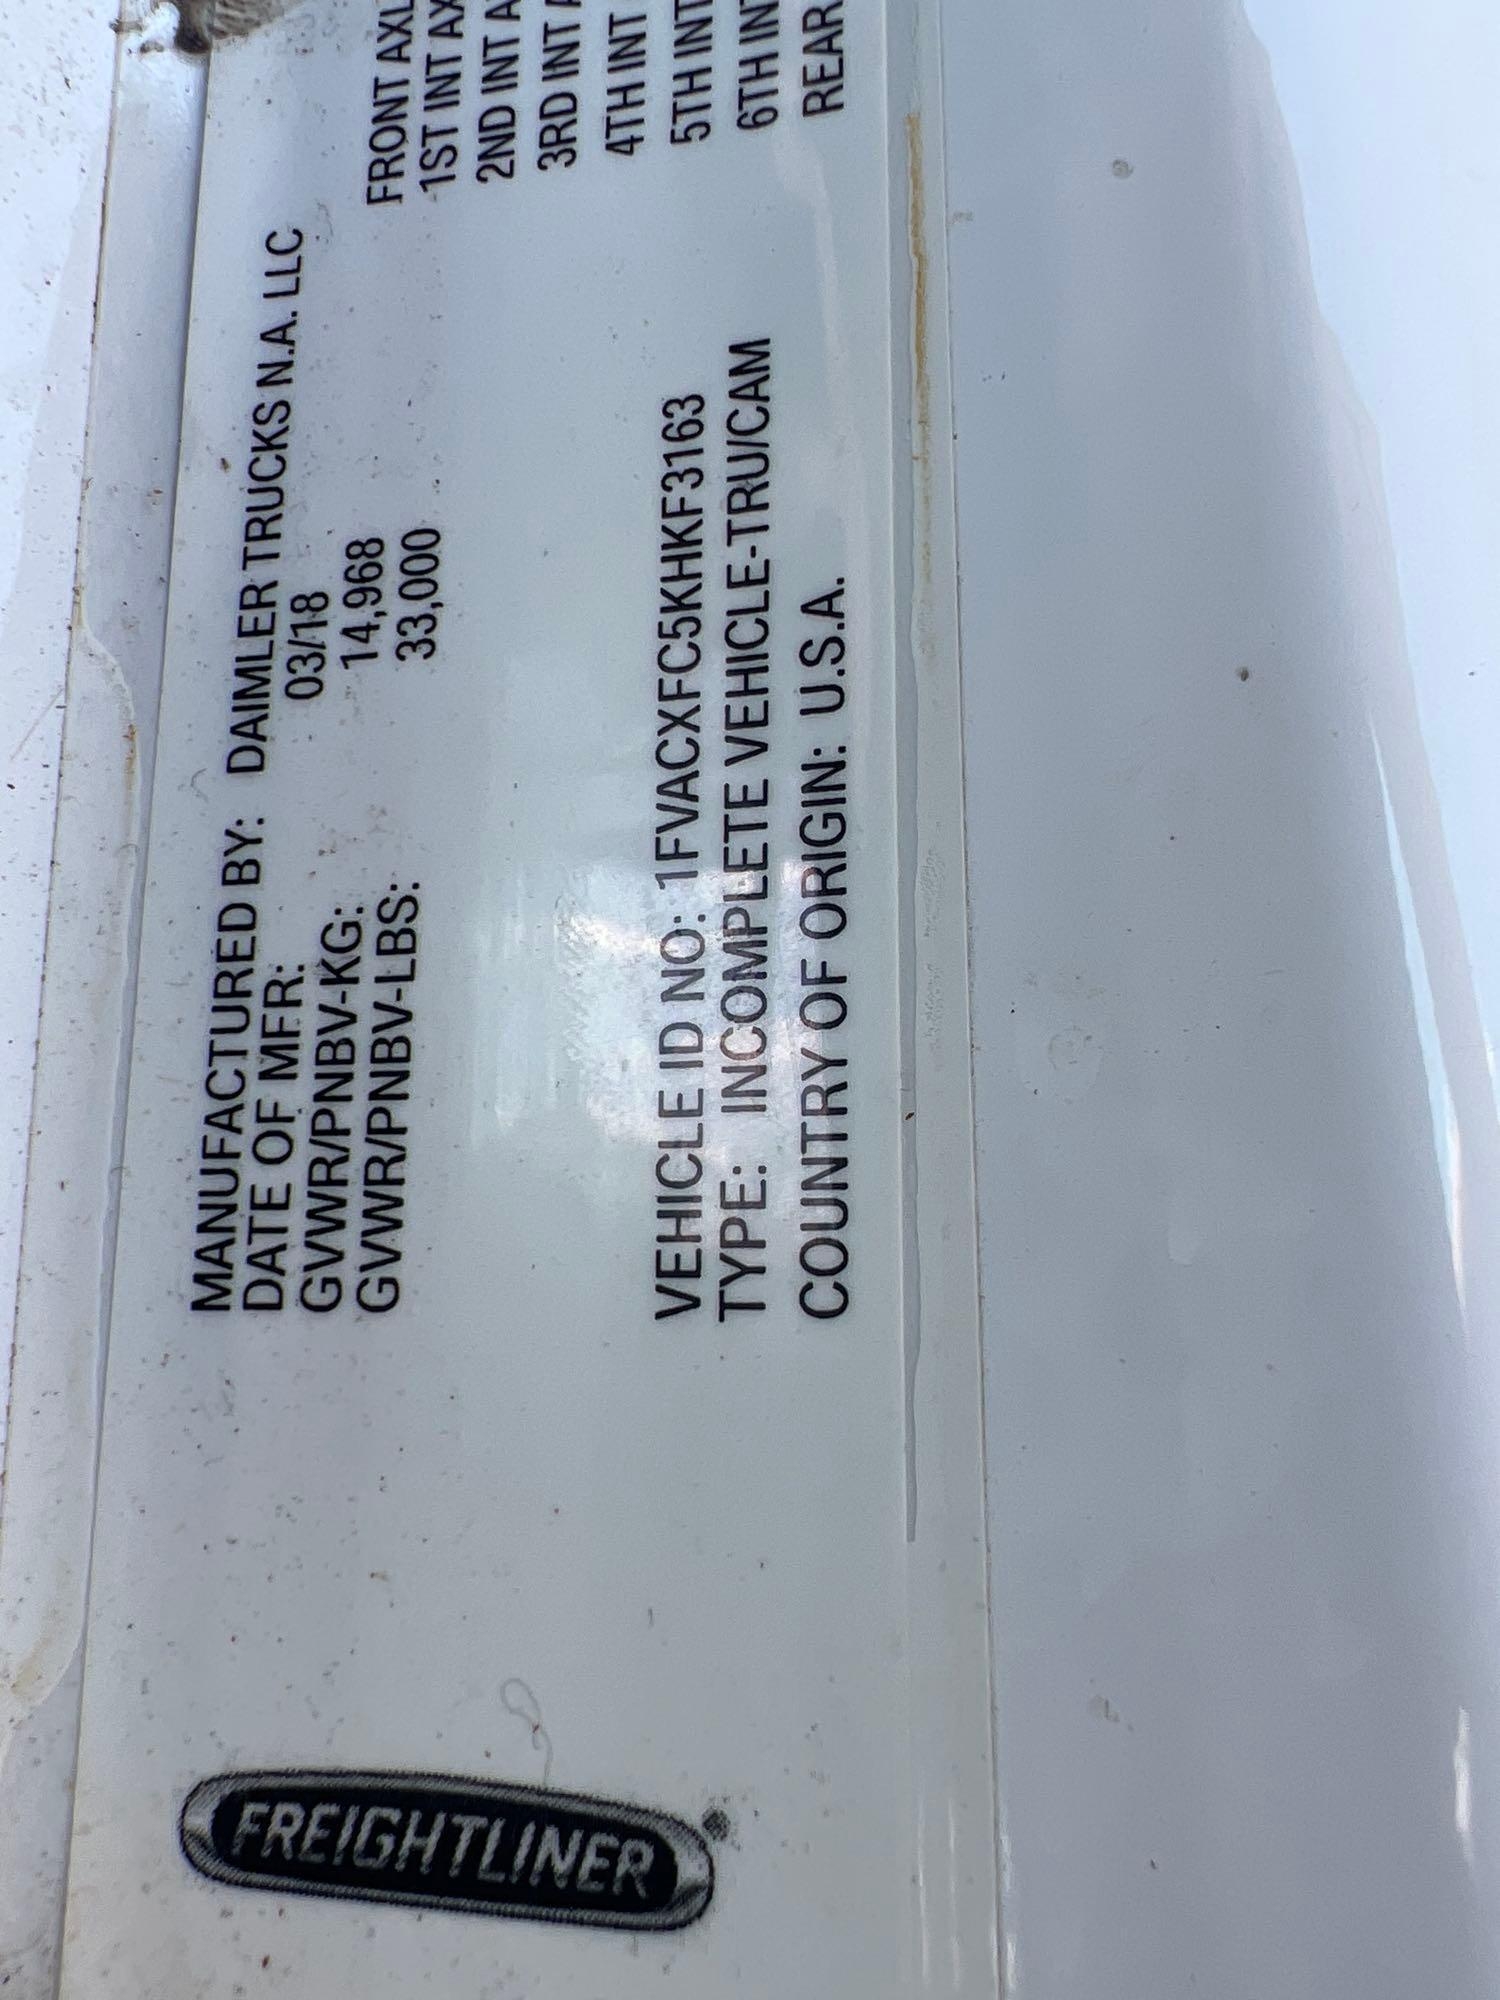 FREIGHTLINER
MANUFACTURED BY: DAIMLER TRUCKS N.A. LLC
DATE OF MFR: 03/18
GVWR/PNBV-KG: 14,968
GVWR/PNBV-LBS: 33,000
VEHICLE ID NO: 1FVACXFC5KHKF3163
TYPE: INCOMPLETE VEHICLE-TRU/CAM
COUNTRY OF ORIGIN: U.S.A.
FRONT AXL
1ST INT AX
2ND INT A
3RD INT A
4TH INT
5TH INT
6TH INT
REAR